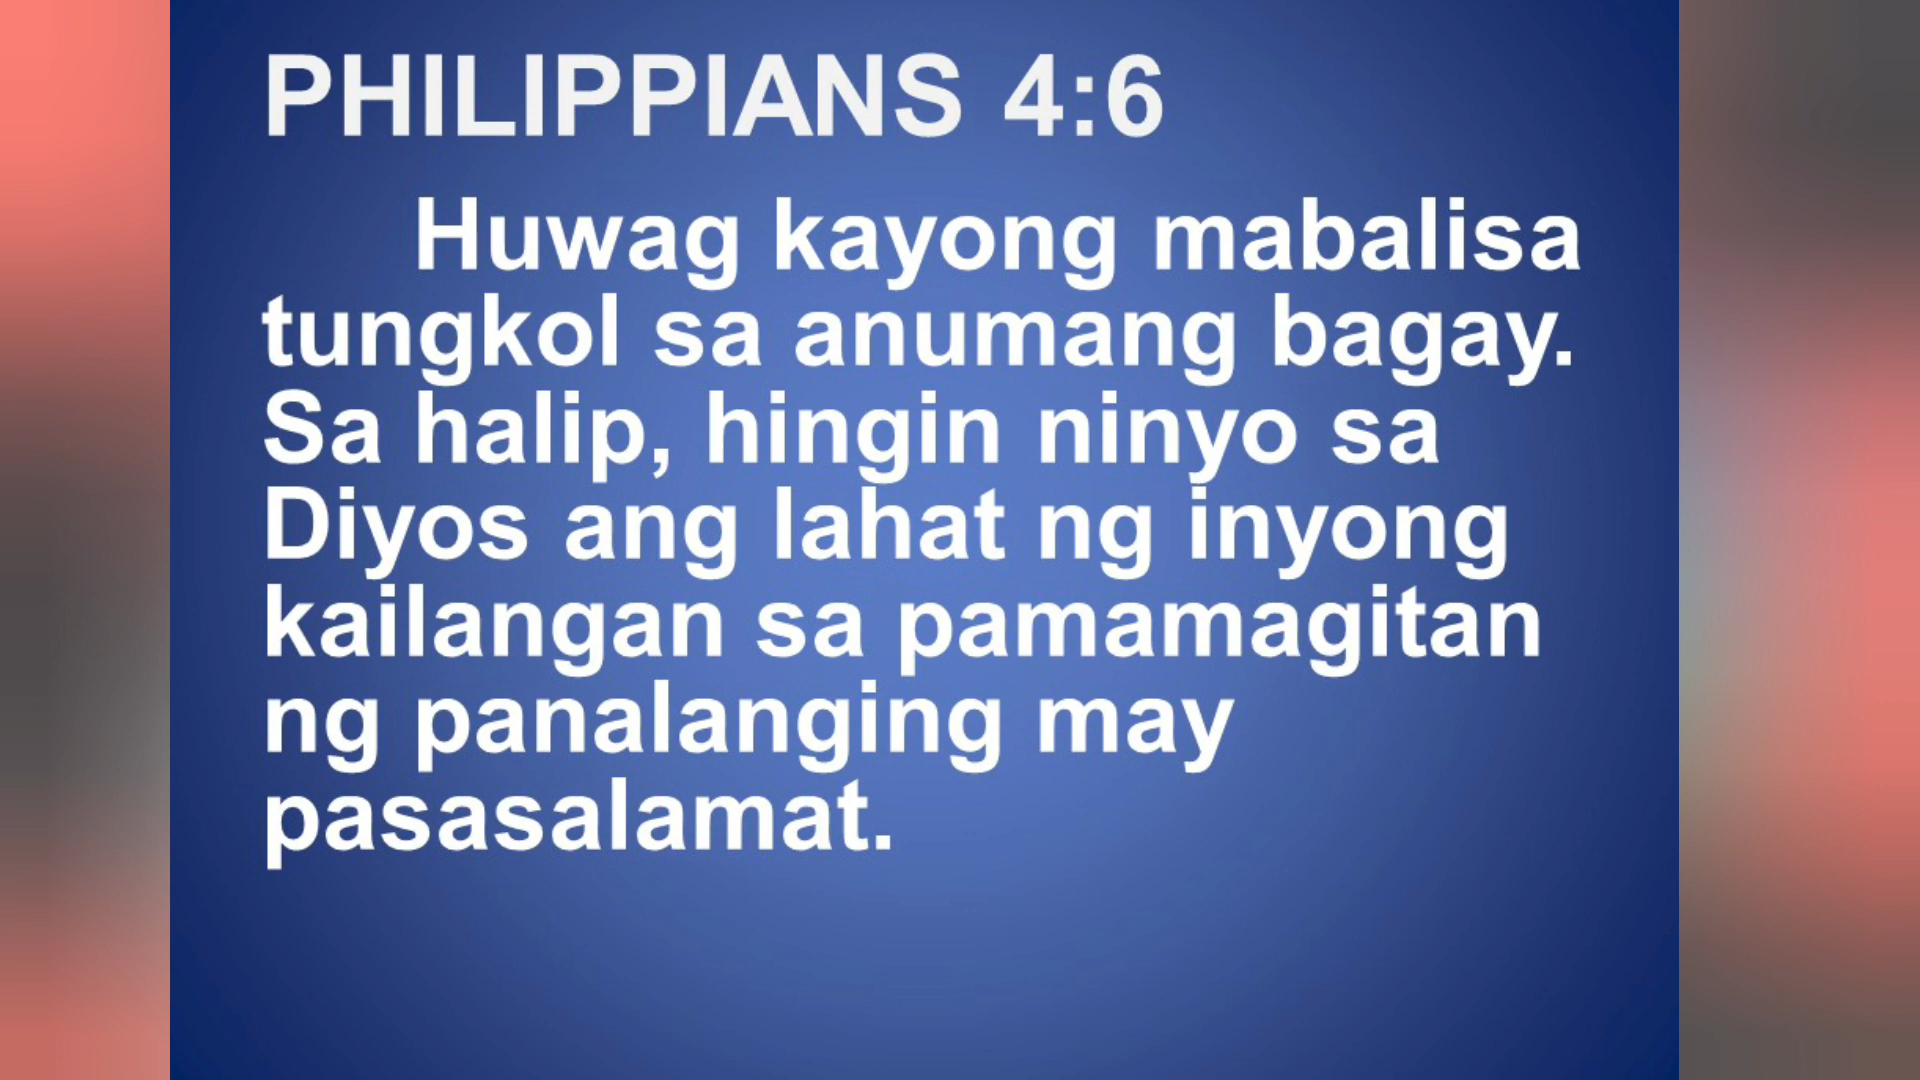 PHILIPPIANS 4:6
Huwag kayong mabalisa
tungkol sa anumang bagay.
Sa halip, hingin ninyo sa
Diyos ang lahat ng inyong
kailangan sa pamamagitan
ng panalanging may
pasasalamat.